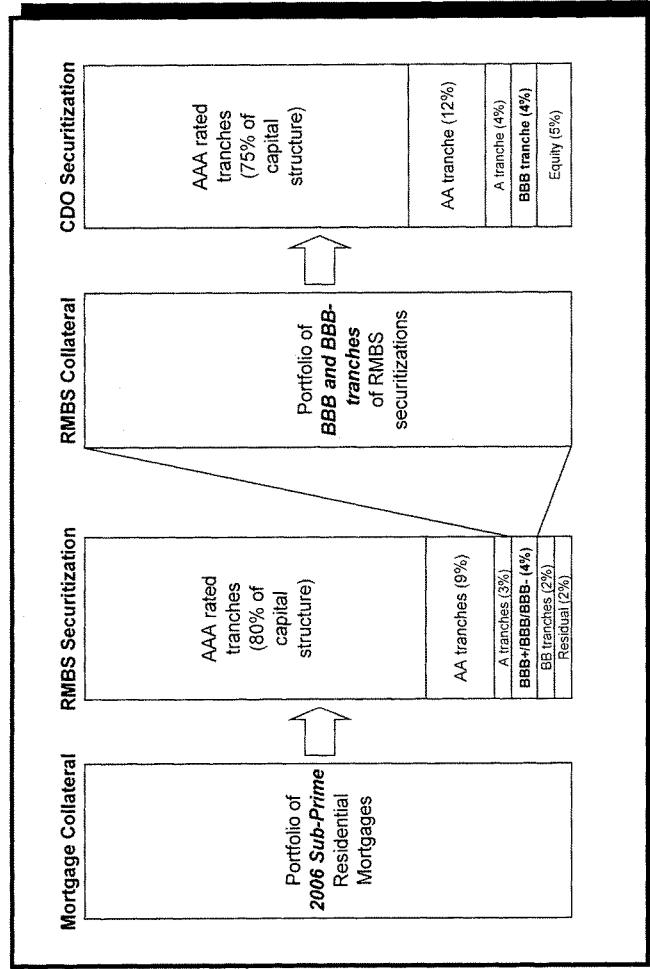 Mortgage Collateral
Portfolio of
2006 Sub-Prime
Residential
Mortgages
RMBS Securitization
AAA rated
tranches
(80% of
capital
structure)
AA tranches (9%)
A tranches (3%)
BBB+/BBB/BBB- (4%)
BB tranches (2%)
Residual (2%)
RMBS Collateral
Portfolio of
BBB and BBB-
tranches
of RMBS
securitizations
CDO Securitization
AAA rated
tranches
(75% of
capital
structure)
AA tranche (12%)
A tranche (4%)
BBB tranche (4%)
Equity (5%)